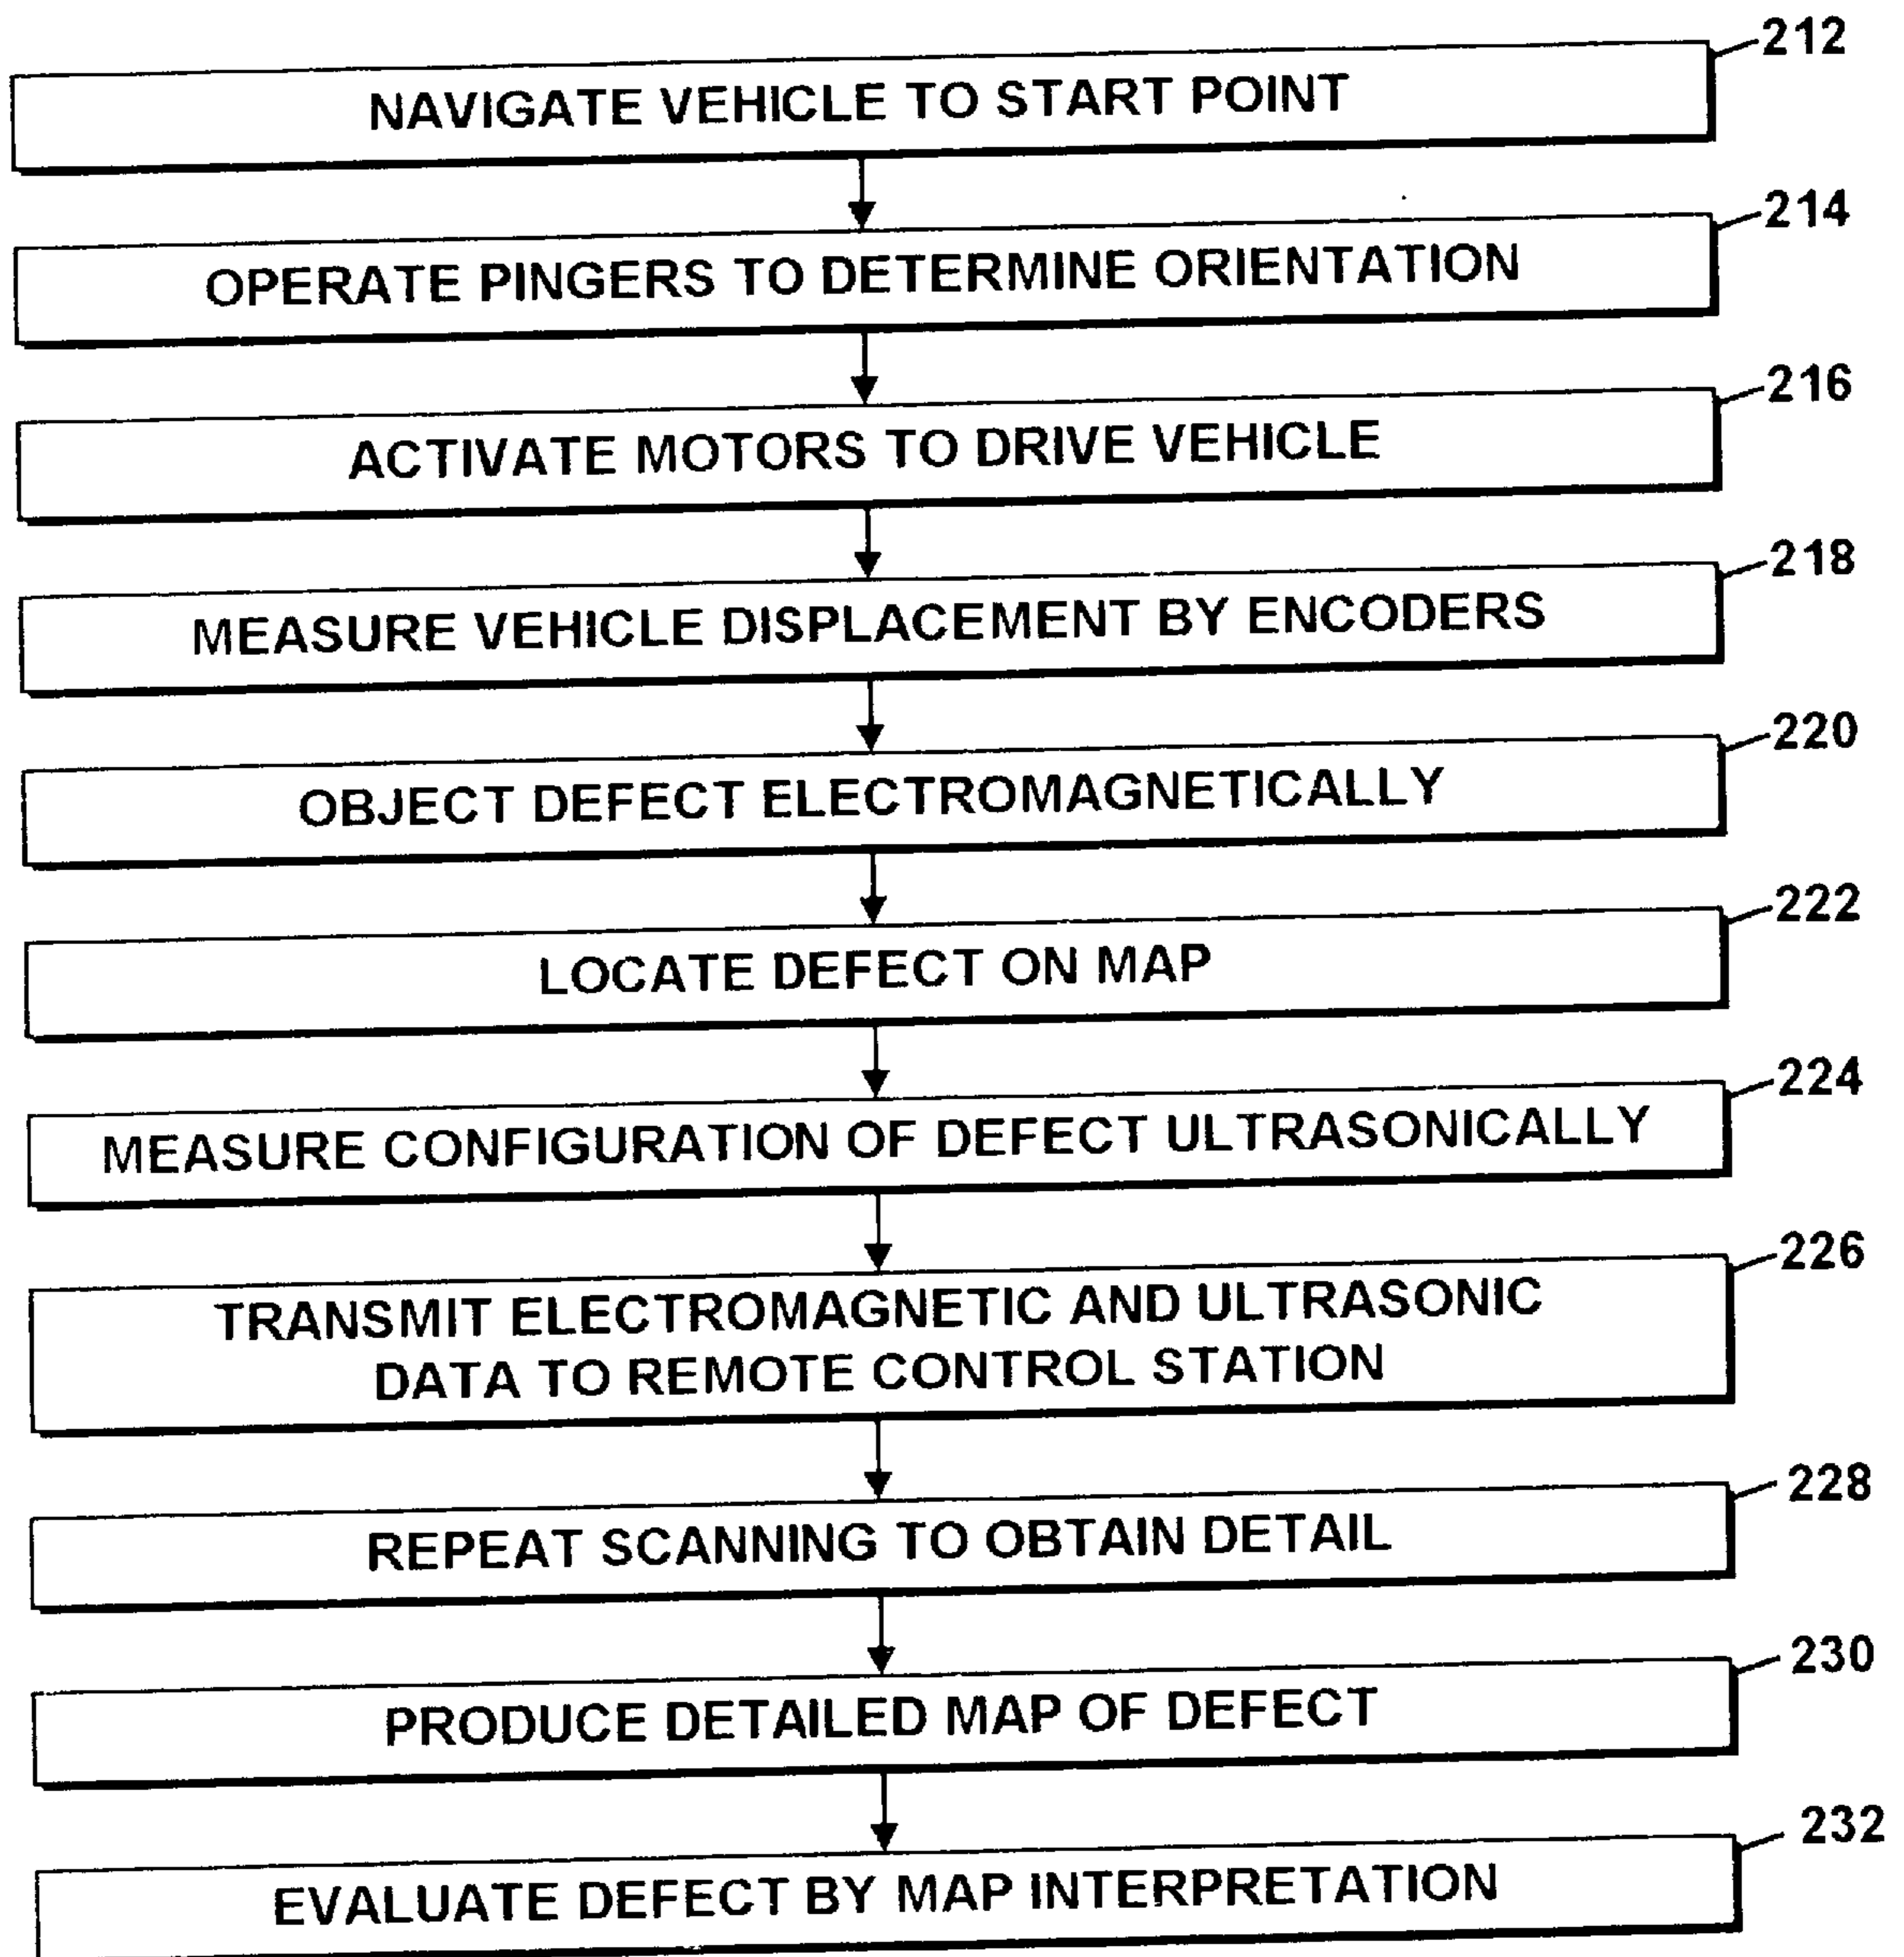 212
NAVIGATE VEHICLE TO START POINT
214
OPERATE PINGERS TO DETERMINE ORIENTATION
216
ACTIVATE MOTORS TO DRIVE VEHICLE
218
MEASURE VEHICLE DISPLACEMENT BY ENCODERS
220
OBJECT DEFECT ELECTROMAGNETICALLY
222
LOCATE DEFECT ON MAP
224
MEASURE CONFIGURATION OF DEFECT ULTRASONICALLY
226
TRANSMIT ELECTROMAGNETIC AND ULTRASONIC
DATA TO REMOTE CONTROL STATION
228
REPEAT SCANNING TO OBTAIN DETAIL
230
PRODUCE DETAILED MAP OF DEFECT
232
EVALUATE DEFECT BY MAP INTERPRETATION